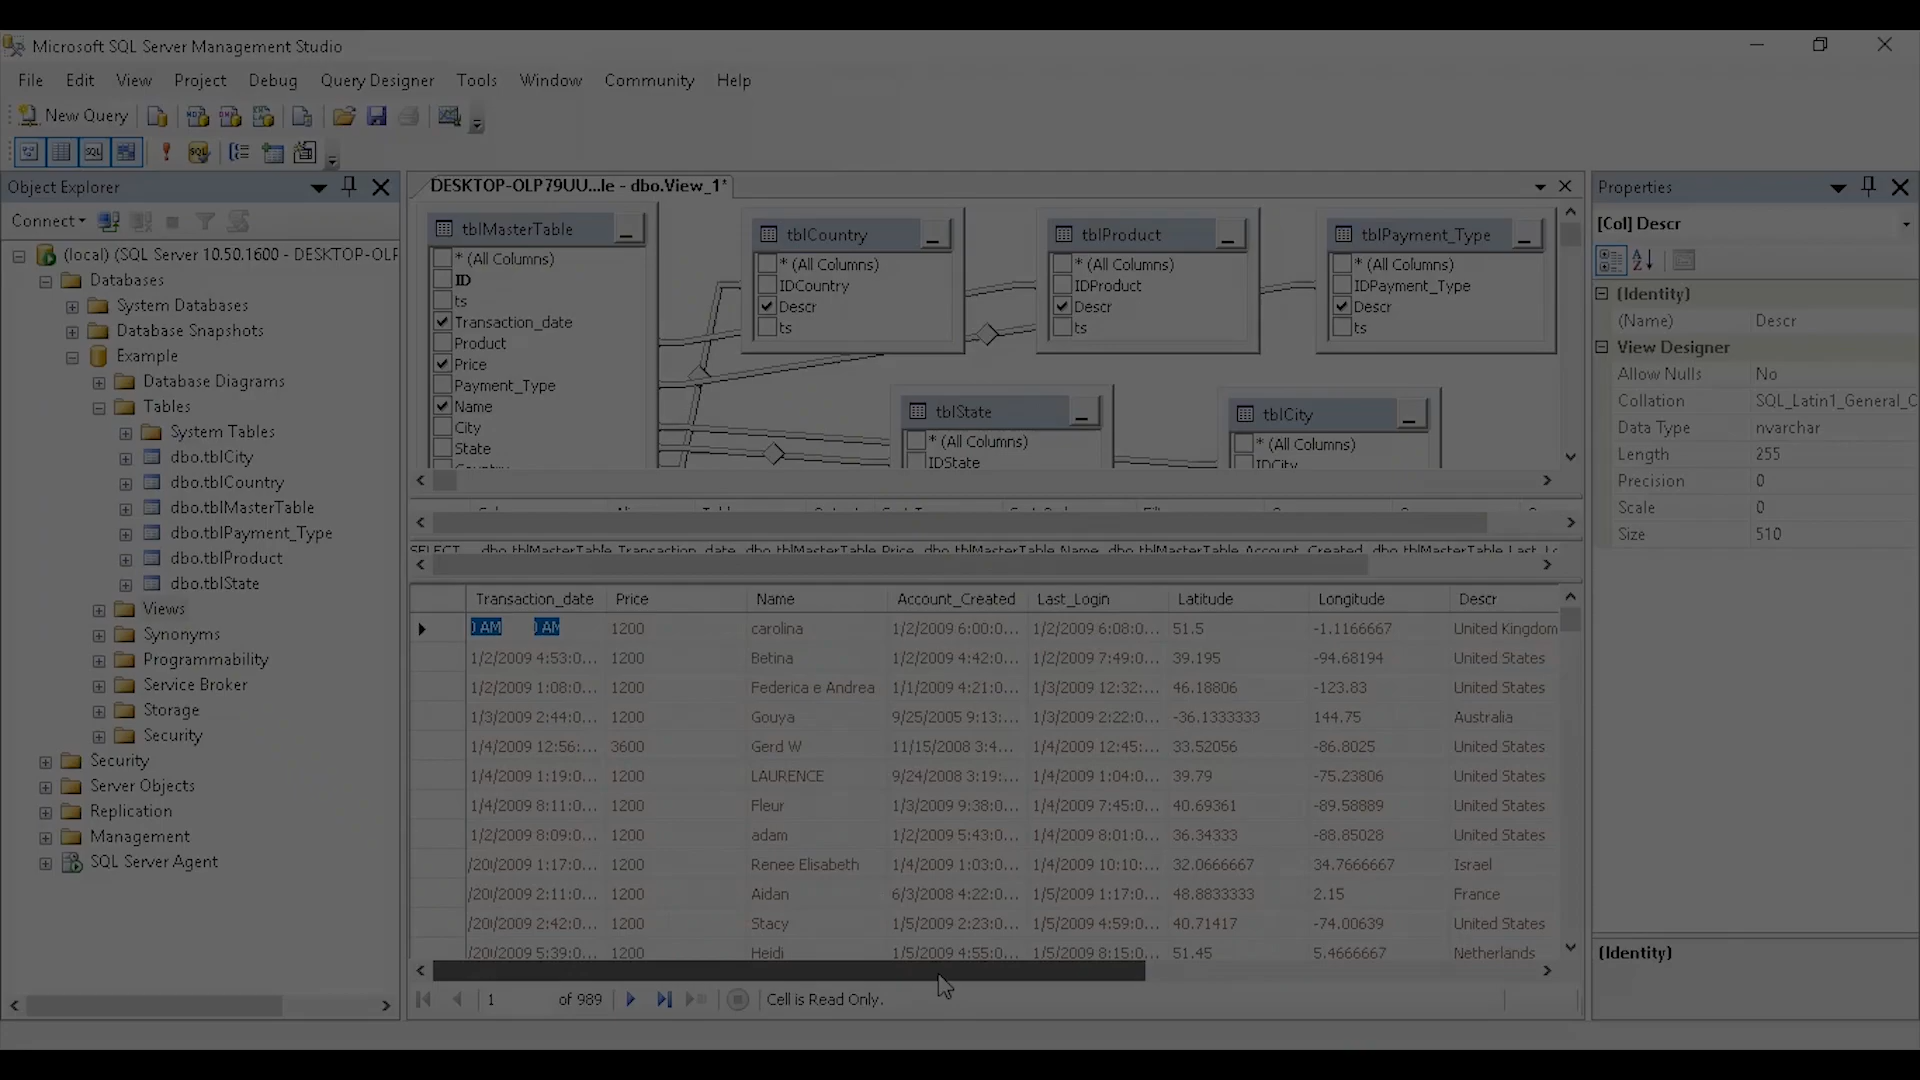 Microsoft SQL Server Management Studio
File Edit View Project Debug Query Designer Tools Window Community Help
New Query
Object Explorer
Connect
(local) (SQL Server 10.50.1600 - DESKTOP-OLP
Databases
System Databases
Database Snapshots
Example
Database Diagrams
Tables
System Tables
dbo.tblCity
dbo.tblCountry
dbo.tblMasterTable
dbo.tblPayment_Type
dbo.tblProduct
dbo.tblState
Views
Synonyms
Programmability
Service Broker
Storage
Security
Security
Server Objects
Replication
Management
SQL Server Agent
DESKTOP-OLP79UU...le - dbo.View_1*
tblMasterTable
* (All Columns)
ID
ts
Transaction_date
Product
Price
Payment_Type
Name
City
State
Country
tblCountry
* (All Columns)
IDCountry
Descr
ts
tblProduct
* (All Columns)
IDProduct
Descr
ts
tblPayment_Type
* (All Columns)
IDPayment_Type
Descr
ts
tblState
* (All Columns)
IDState
tblCity
* (All Columns)
IDCity
SELECT dbo.tblMasterTable.Transaction_date, dbo.tblMasterTable.Price, dbo.tblMasterTable.Name, dbo.tblMasterTable.Account_Created, dbo.tblMasterTable.Last_Lo
Transaction_date Price Name Account_Created Last_Login Latitude Longitude Descr
) AM ) AM 1200 carolina 1/2/2009 6:00:0... 1/2/2009 6:08:0... 51.5 -1.1166667 United Kingdom
1/2/2009 4:53:0... 1200 Betina 1/2/2009 4:42:0... 1/2/2009 7:49:0... 39.195 -94.68194 United States
1/2/2009 1:08:0... 1200 Federica e Andrea 1/1/2009 4:21:0... 1/3/2009 12:32:... 46.18806 -123.83 United States
1/3/2009 2:44:0... 1200 Gouya 9/25/2005 9:13:... 1/3/2009 2:22:0... -36.1333333 144.75 Australia
1/4/2009 12:56:... 3600 Gerd W 11/15/2008 3:4... 1/4/2009 12:45:... 33.52056 -86.8025 United States
1/4/2009 1:19:0... 1200 LAURENCE 9/24/2008 3:19:... 1/4/2009 1:04:0... 39.79 -75.23806 United States
1/4/2009 8:11:0... 1200 Fleur 1/3/2009 9:38:0... 1/4/2009 7:45:0... 40.69361 -89.58889 United States
1/2/2009 8:09:0... 1200 adam 1/2/2009 5:43:0... 1/4/2009 8:01:0... 36.34333 -88.85028 United States
/20(/2009 1:17:0... 1200 Renee Elisabeth 1/4/2009 1:03:0... 1/4/2009 10:10:... 32.0666667 34.7666667 Israel
/20(/2009 2:11:0... 1200 Aidan 6/3/2008 4:22:0... 1/5/2009 1:17:0... 48.8833333 2.15 France
/20(/2009 2:42:0... 1200 Stacy 1/5/2009 2:23:0... 1/5/2009 4:59:0... 40.71417 -74.00639 United States
/20(/2009 5:39:0... 1200 Heidi 1/5/2009 4:55:0... 1/5/2009 8:15:0... 51.45 5.4666667 Netherlands
1 of 989 Cell is Read Only.
Properties
[Col] Descr
(Identity)
(Name) Descr
View Designer
Allow Nulls No
Collation SQL_Latin1_General_C
Data Type nvarchar
Length 255
Precision 0
Scale 0
Size 510
(Identity)